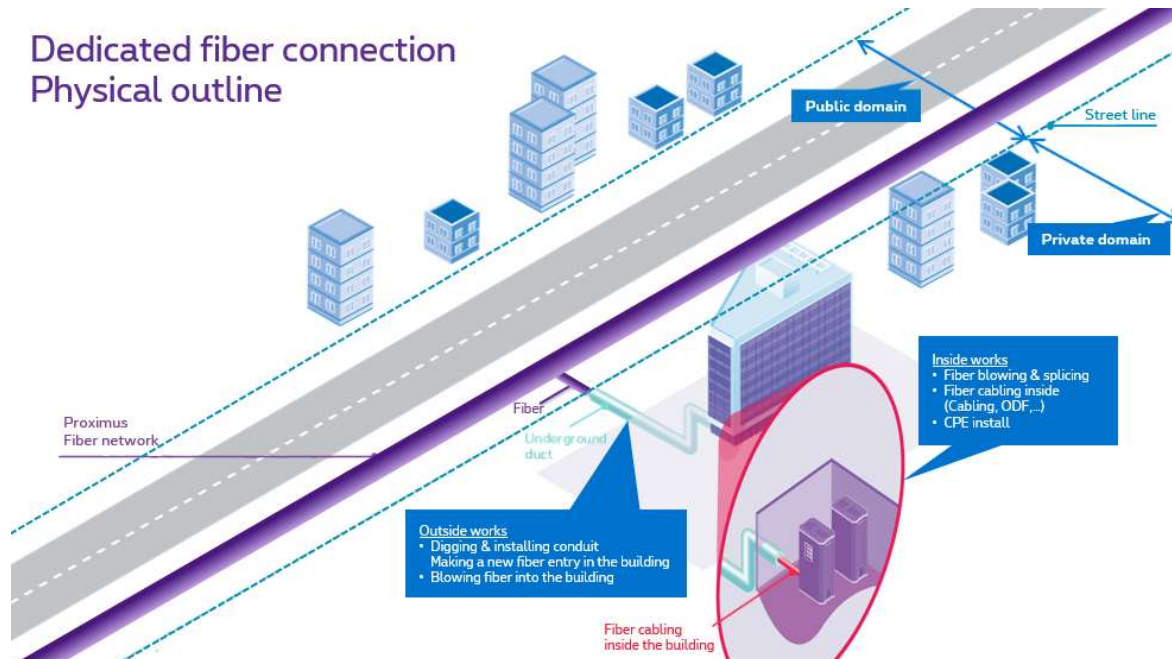 Dedicated fiber connection
Physical outline
Public domain
Street line
Private domain
Inside works
• Fiber blowing & splicing
• Fiber cabling inside
(Cabling, ODF,...)
• CPE install
Proximus
Fiber network
Fiber
Underground
duct
Outside works
• Digging & installing conduit
Making a new fiber entry in the building
• Blowing fiber into the building
Fiber cabling
inside the building